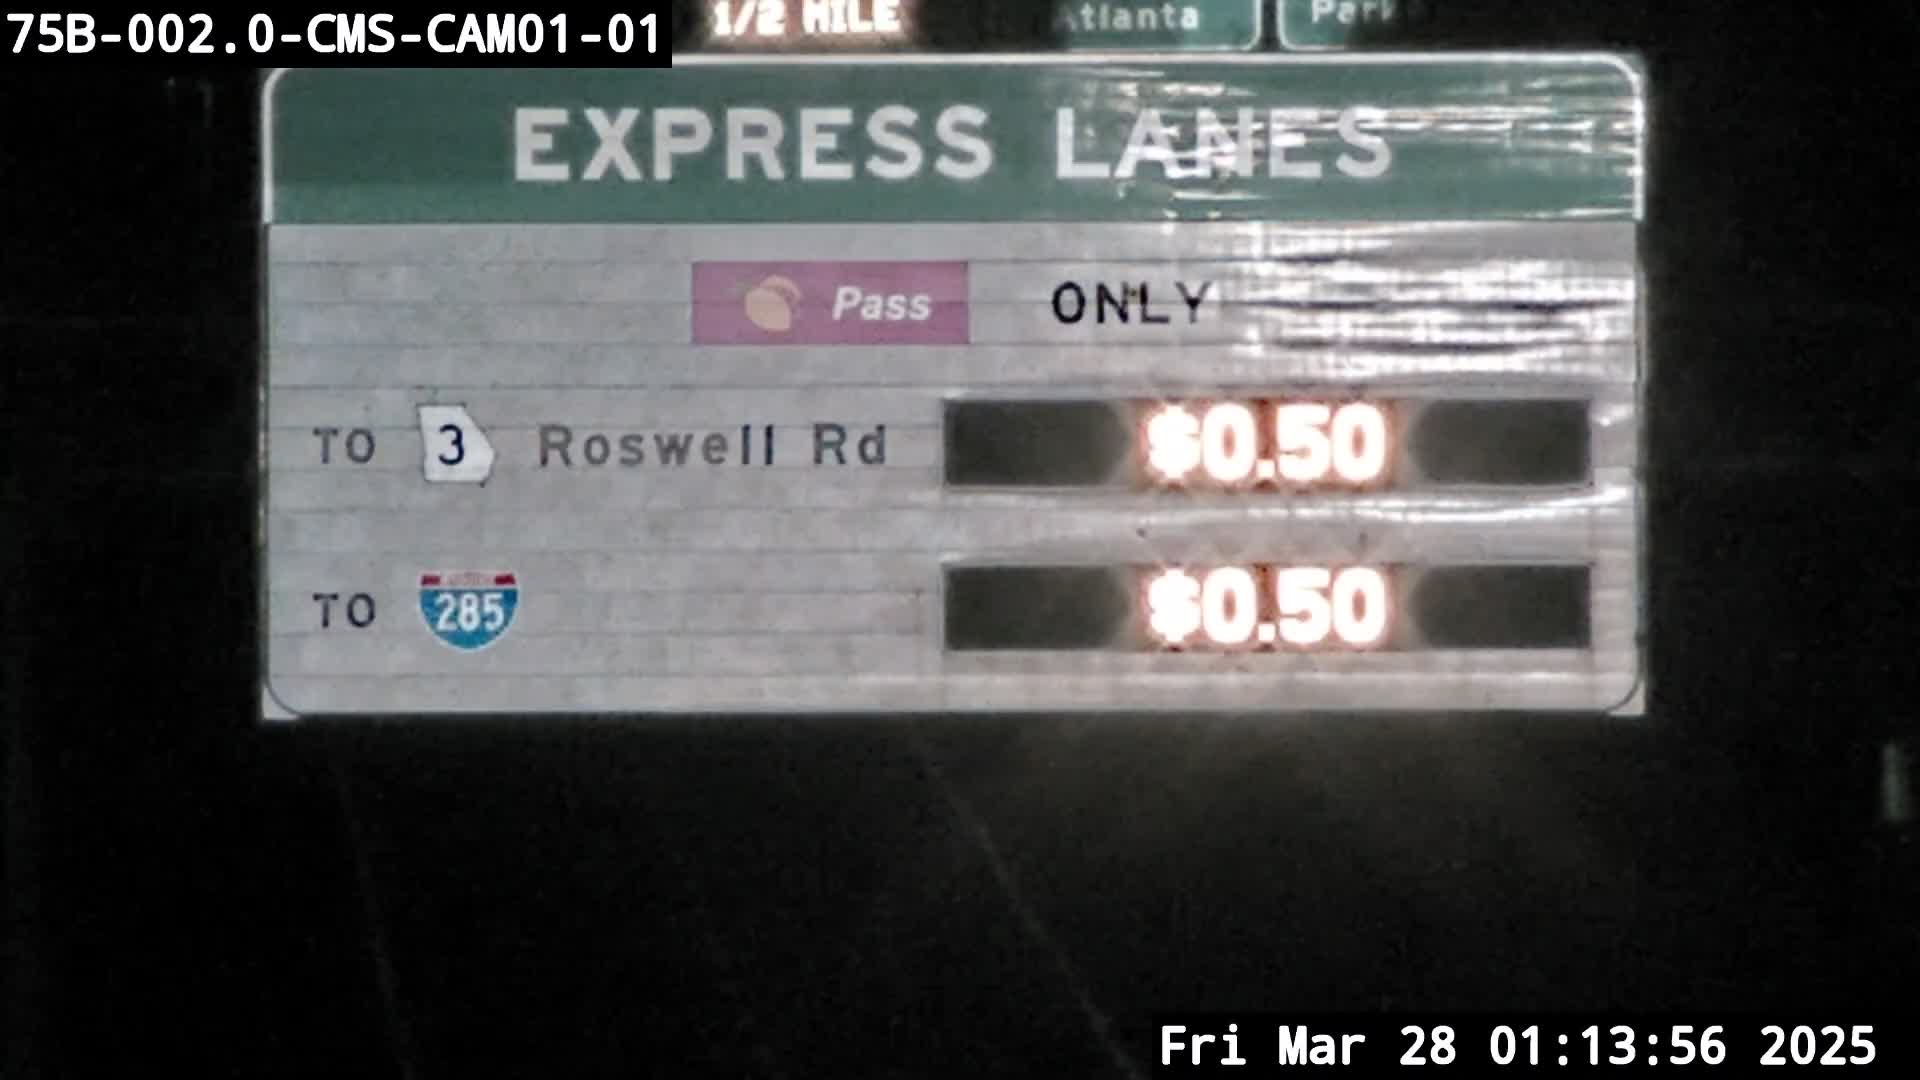 75B-002.0-CMS-CAM01-01
1/2 MILE
Atlanta
Park
EXPRESS LANES
Pass ONLY
TO 3 Roswell Rd $0.50
TO 285 $0.50
Fri Mar 28 01:13:56 2025